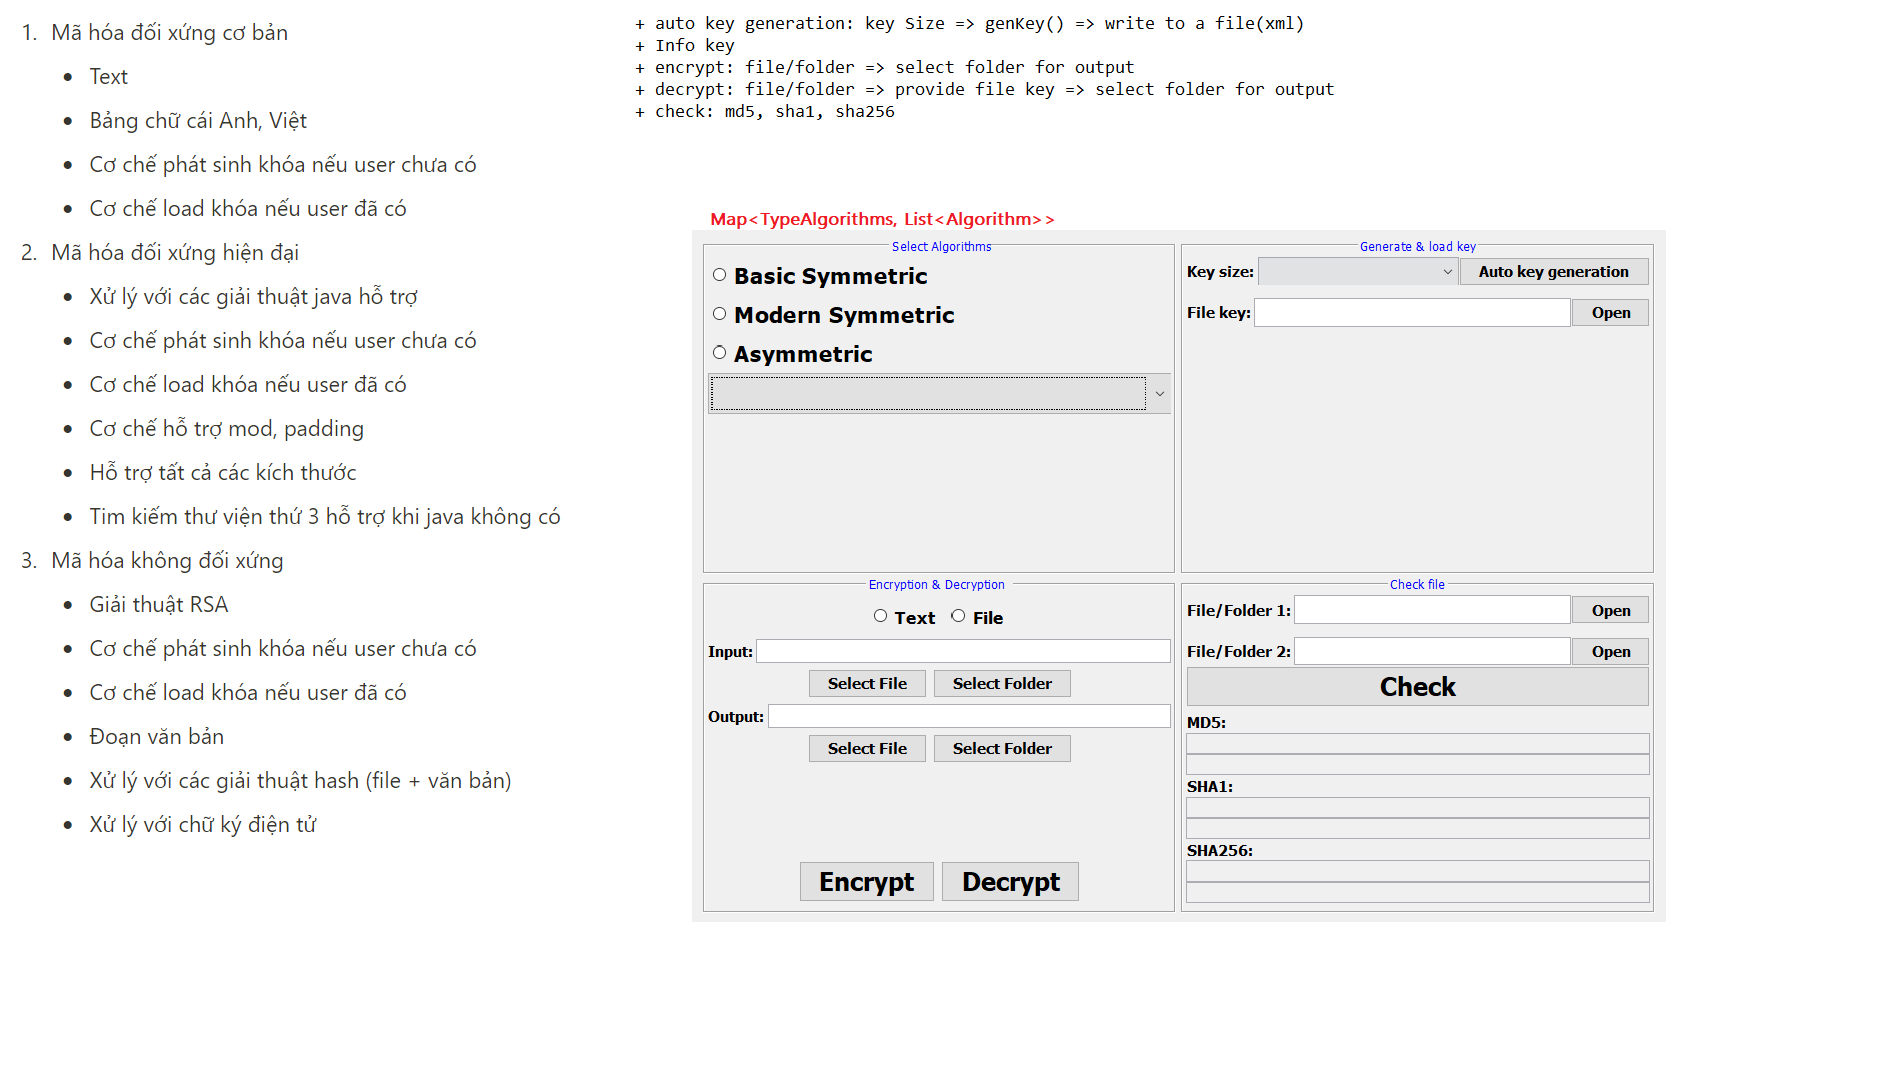 1. Mã hóa đối xứng cơ bản
• Text
• Bảng chữ cái Anh, Việt
• Cơ chế phát sinh khóa nếu user chưa có
• Cơ chế load khóa nếu user đã có
2. Mã hóa đối xứng hiện đại
• Xử lý với các giải thuật java hỗ trợ
• Cơ chế phát sinh khóa nếu user chưa có
• Cơ chế load khóa nếu user đã có
• Cơ chế hỗ trợ mod, padding
• Hỗ trợ tất cả các kích thước
• Tim kiếm thư viện thứ 3 hỗ trợ khi java không có
3. Mã hóa không đối xứng
• Giải thuật RSA
• Cơ chế phát sinh khóa nếu user chưa có
• Cơ chế load khóa nếu user đã có
• Đoạn văn bản
• Xử lý với các giải thuật hash (file + văn bản)
• Xử lý với chữ ký điện tử
+ auto key generation: key Size => genKey() => write to a file(xml)
+ Info key
+ encrypt: file/folder => select folder for output
+ decrypt: file/folder => provide file key => select folder for output
+ check: md5, sha1, sha256
Map<TypeAlgorithms, List<Algorithm>>
Select Algorithms
Basic Symmetric
Modern Symmetric
Asymmetric
Generate & load key
Key size: Auto key generation
File key: Open
Encryption & Decryption
Text File
Input:
Select File Select Folder
Output:
Select File Select Folder
Encrypt Decrypt
Check file
File/Folder 1: Open
File/Folder 2: Open
Check
MD5:
SHA1:
SHA256: